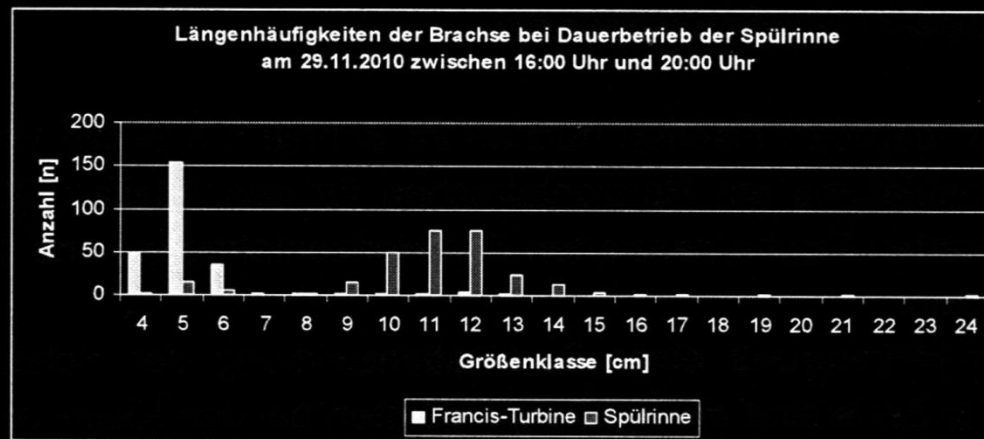 Längenhäufigkeiten der Brachse bei Dauerbetrieb der Spülrinne
am 29.11.2010 zwischen 16:00 Uhr und 20:00 Uhr
Anzahl [n]
200
150
100
50
0
4 5 6 7 8 9 10 11 12 13 14 15 16 17 18 19 20 21 22 23 24
Größenklasse [cm]
Francis-Turbine Spülrinne